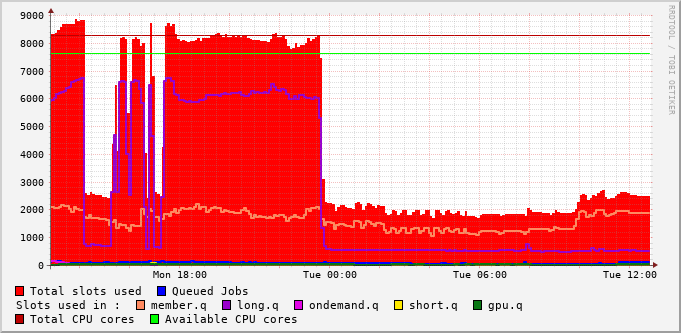 RRDTOOL / TOBI OETIKER
9000
8000
7000
6000
5000
4000
3000
2000
1000
0
Mon 18:00 Tue 00:00 Tue 06:00 Tue 12:00
Total slots used Queued Jobs
Slots used in : member.q long.q ondemand.q short.q gpu.q
Total CPU cores Available CPU cores